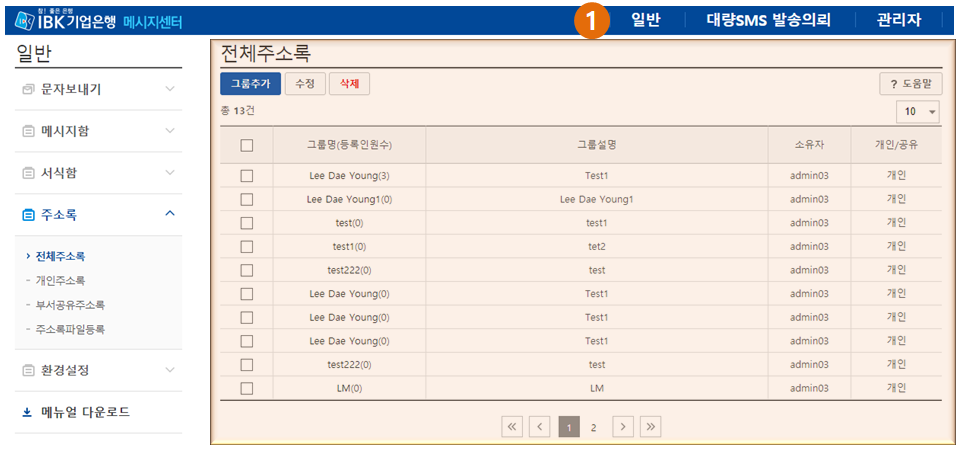 참! 좋은 은행
IBK기업은행 메시지센터
1 일반 대량SMS 발송의뢰 관리자
일반
문자보내기
메시지함
서식함
주소록
전체주소록
- 개인주소록
- 부서공유주소록
- 주소록파일등록
환경설정
메뉴얼 다운로드
전체주소록
그룹추가 수정 삭제 ? 도움말
총 13건 10
그룹명(등록인원수) 그룹설명 소유자 개인/공유
Lee Dae Young(3) Test1 admin03 개인
Lee Dae Young1(0) Lee Dae Young1 admin03 개인
test(0) test1 admin03 개인
test1(0) tet2 admin03 개인
test222(0) test admin03 개인
Lee Dae Young(0) Test1 admin03 개인
Lee Dae Young(0) Test1 admin03 개인
Lee Dae Young(0) Test1 admin03 개인
test222(0) test admin03 개인
LM(0) LM admin03 개인
1 2